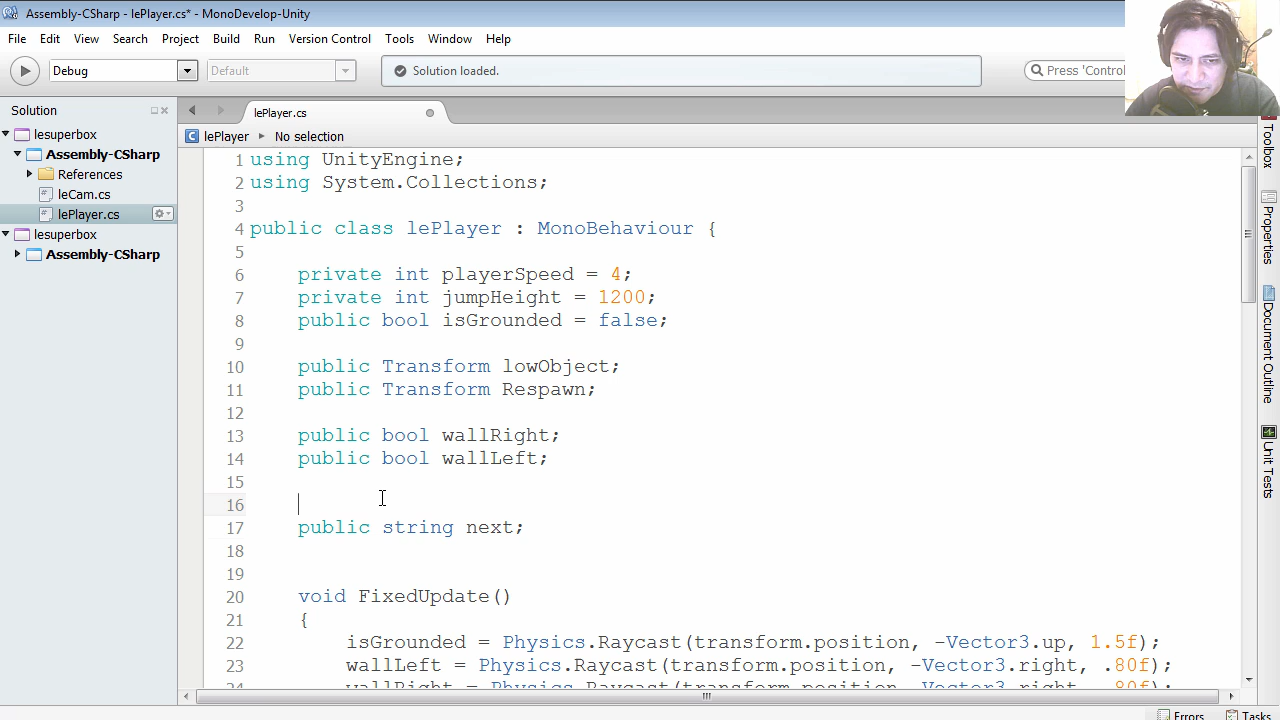 Assembly-CSharp - lePlayer.cs* - MonoDevelop-Unity
File Edit View Search Project Build Run Version Control Tools Window Help
Debug Default Solution loaded. Press 'Control
Solution
lesuperbox
Assembly-CSharp
References
leCam.cs
lePlayer.cs
lesuperbox
Assembly-CSharp
lePlayer.cs
lePlayer No selection
1 using UnityEngine;
2 using System.Collections;
3
4 public class lePlayer : MonoBehaviour {
5
6 private int playerSpeed = 4;
7 private int jumpHeight = 1200;
8 public bool isGrounded = false;
9
10 public Transform lowObject;
11 public Transform Respawn;
12
13 public bool wallRight;
14 public bool wallLeft;
15
16
17 public string next;
18
19
20 void FixedUpdate()
21 {
22 isGrounded = Physics.Raycast(transform.position, -Vector3.up, 1.5f);
23 wallLeft = Physics.Raycast(transform.position, -Vector3.right, .80f);
24 wallRight = Physics.Raycast(transform.position, Vector3.right, .80f);
Toolbox
Properties
Document Outline
Unit Tests
Errors Tasks